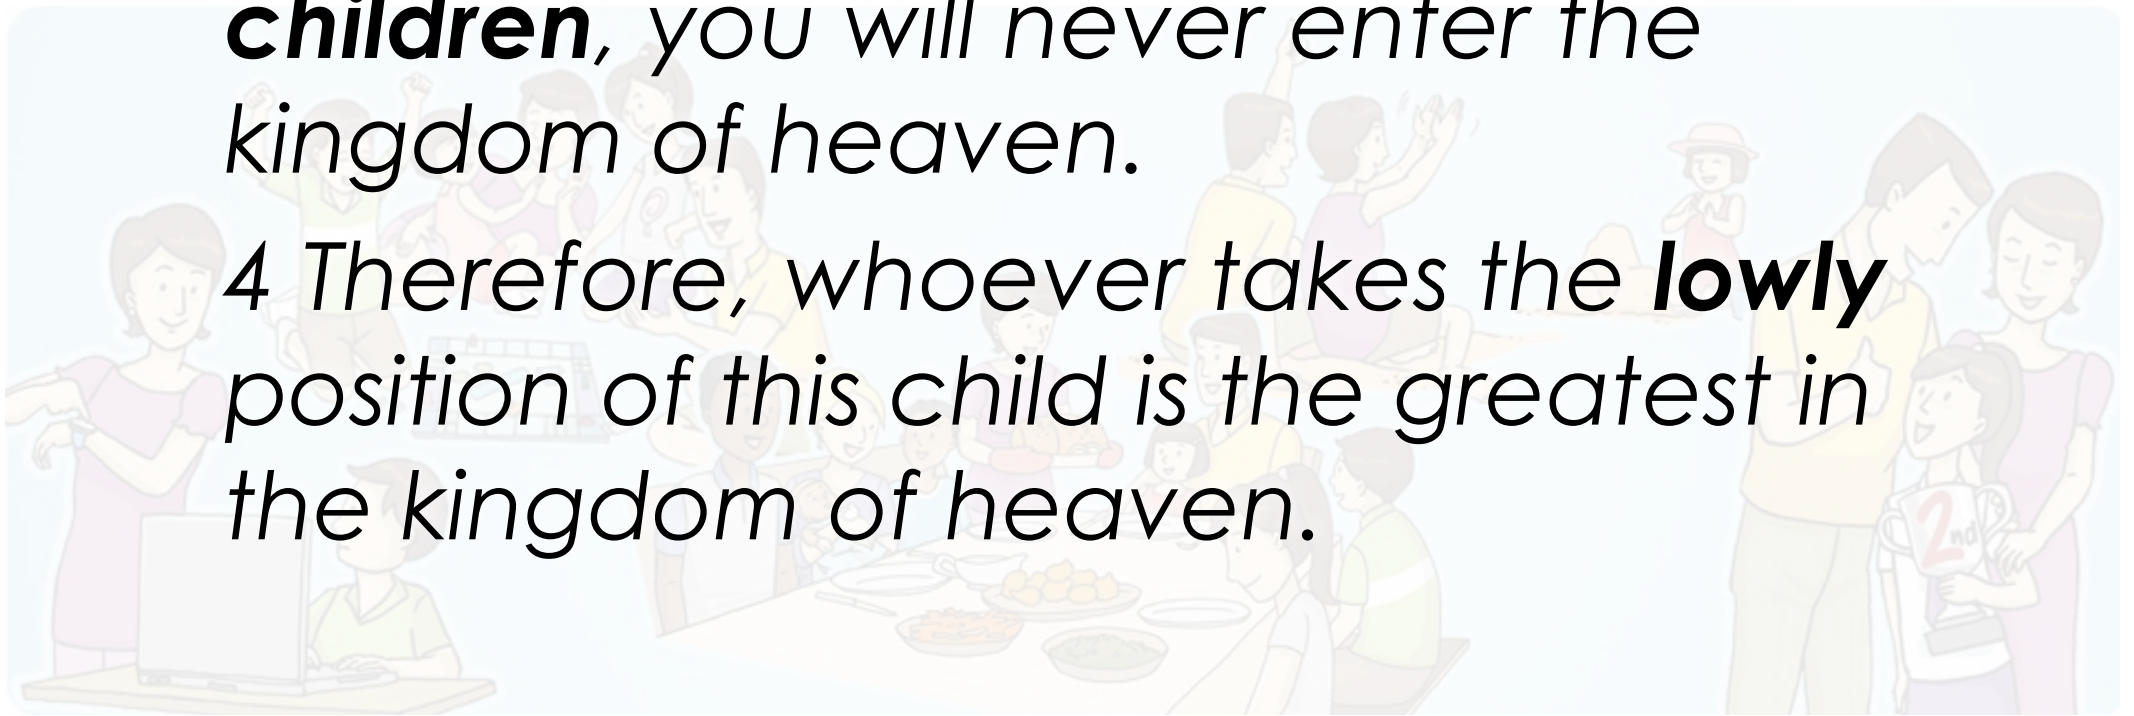 children, you will never enter the
kingdom of heaven.
4 Therefore, whoever takes the lowly
position of this child is the greatest in
the kingdom of heaven.
2nd